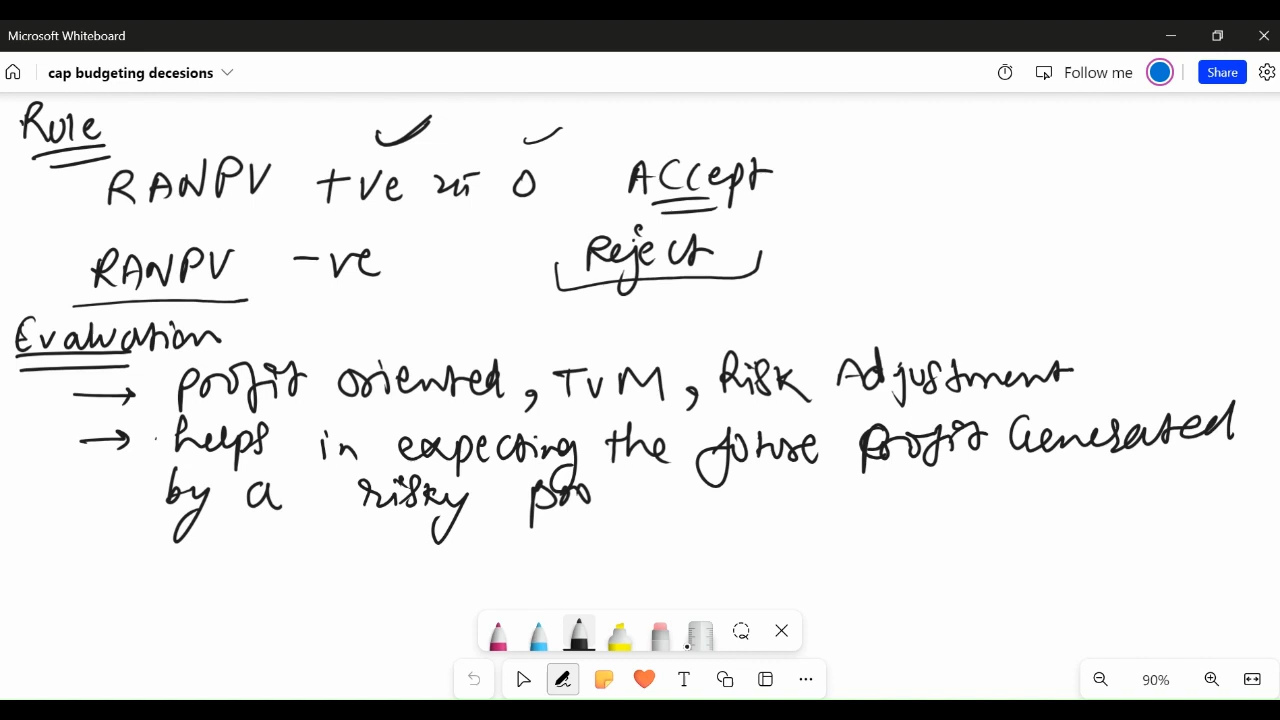 Microsoft Whiteboard
cap budgeting decesions
Follow me
Share
Rule
RANPV +ve या 0 Accept
RANPV -ve Reject
Evaluation
→ profit oriented, TVM, Risk Adjustment
→ helps in expecting the future Profit Generated
by a risky pro
T
90%